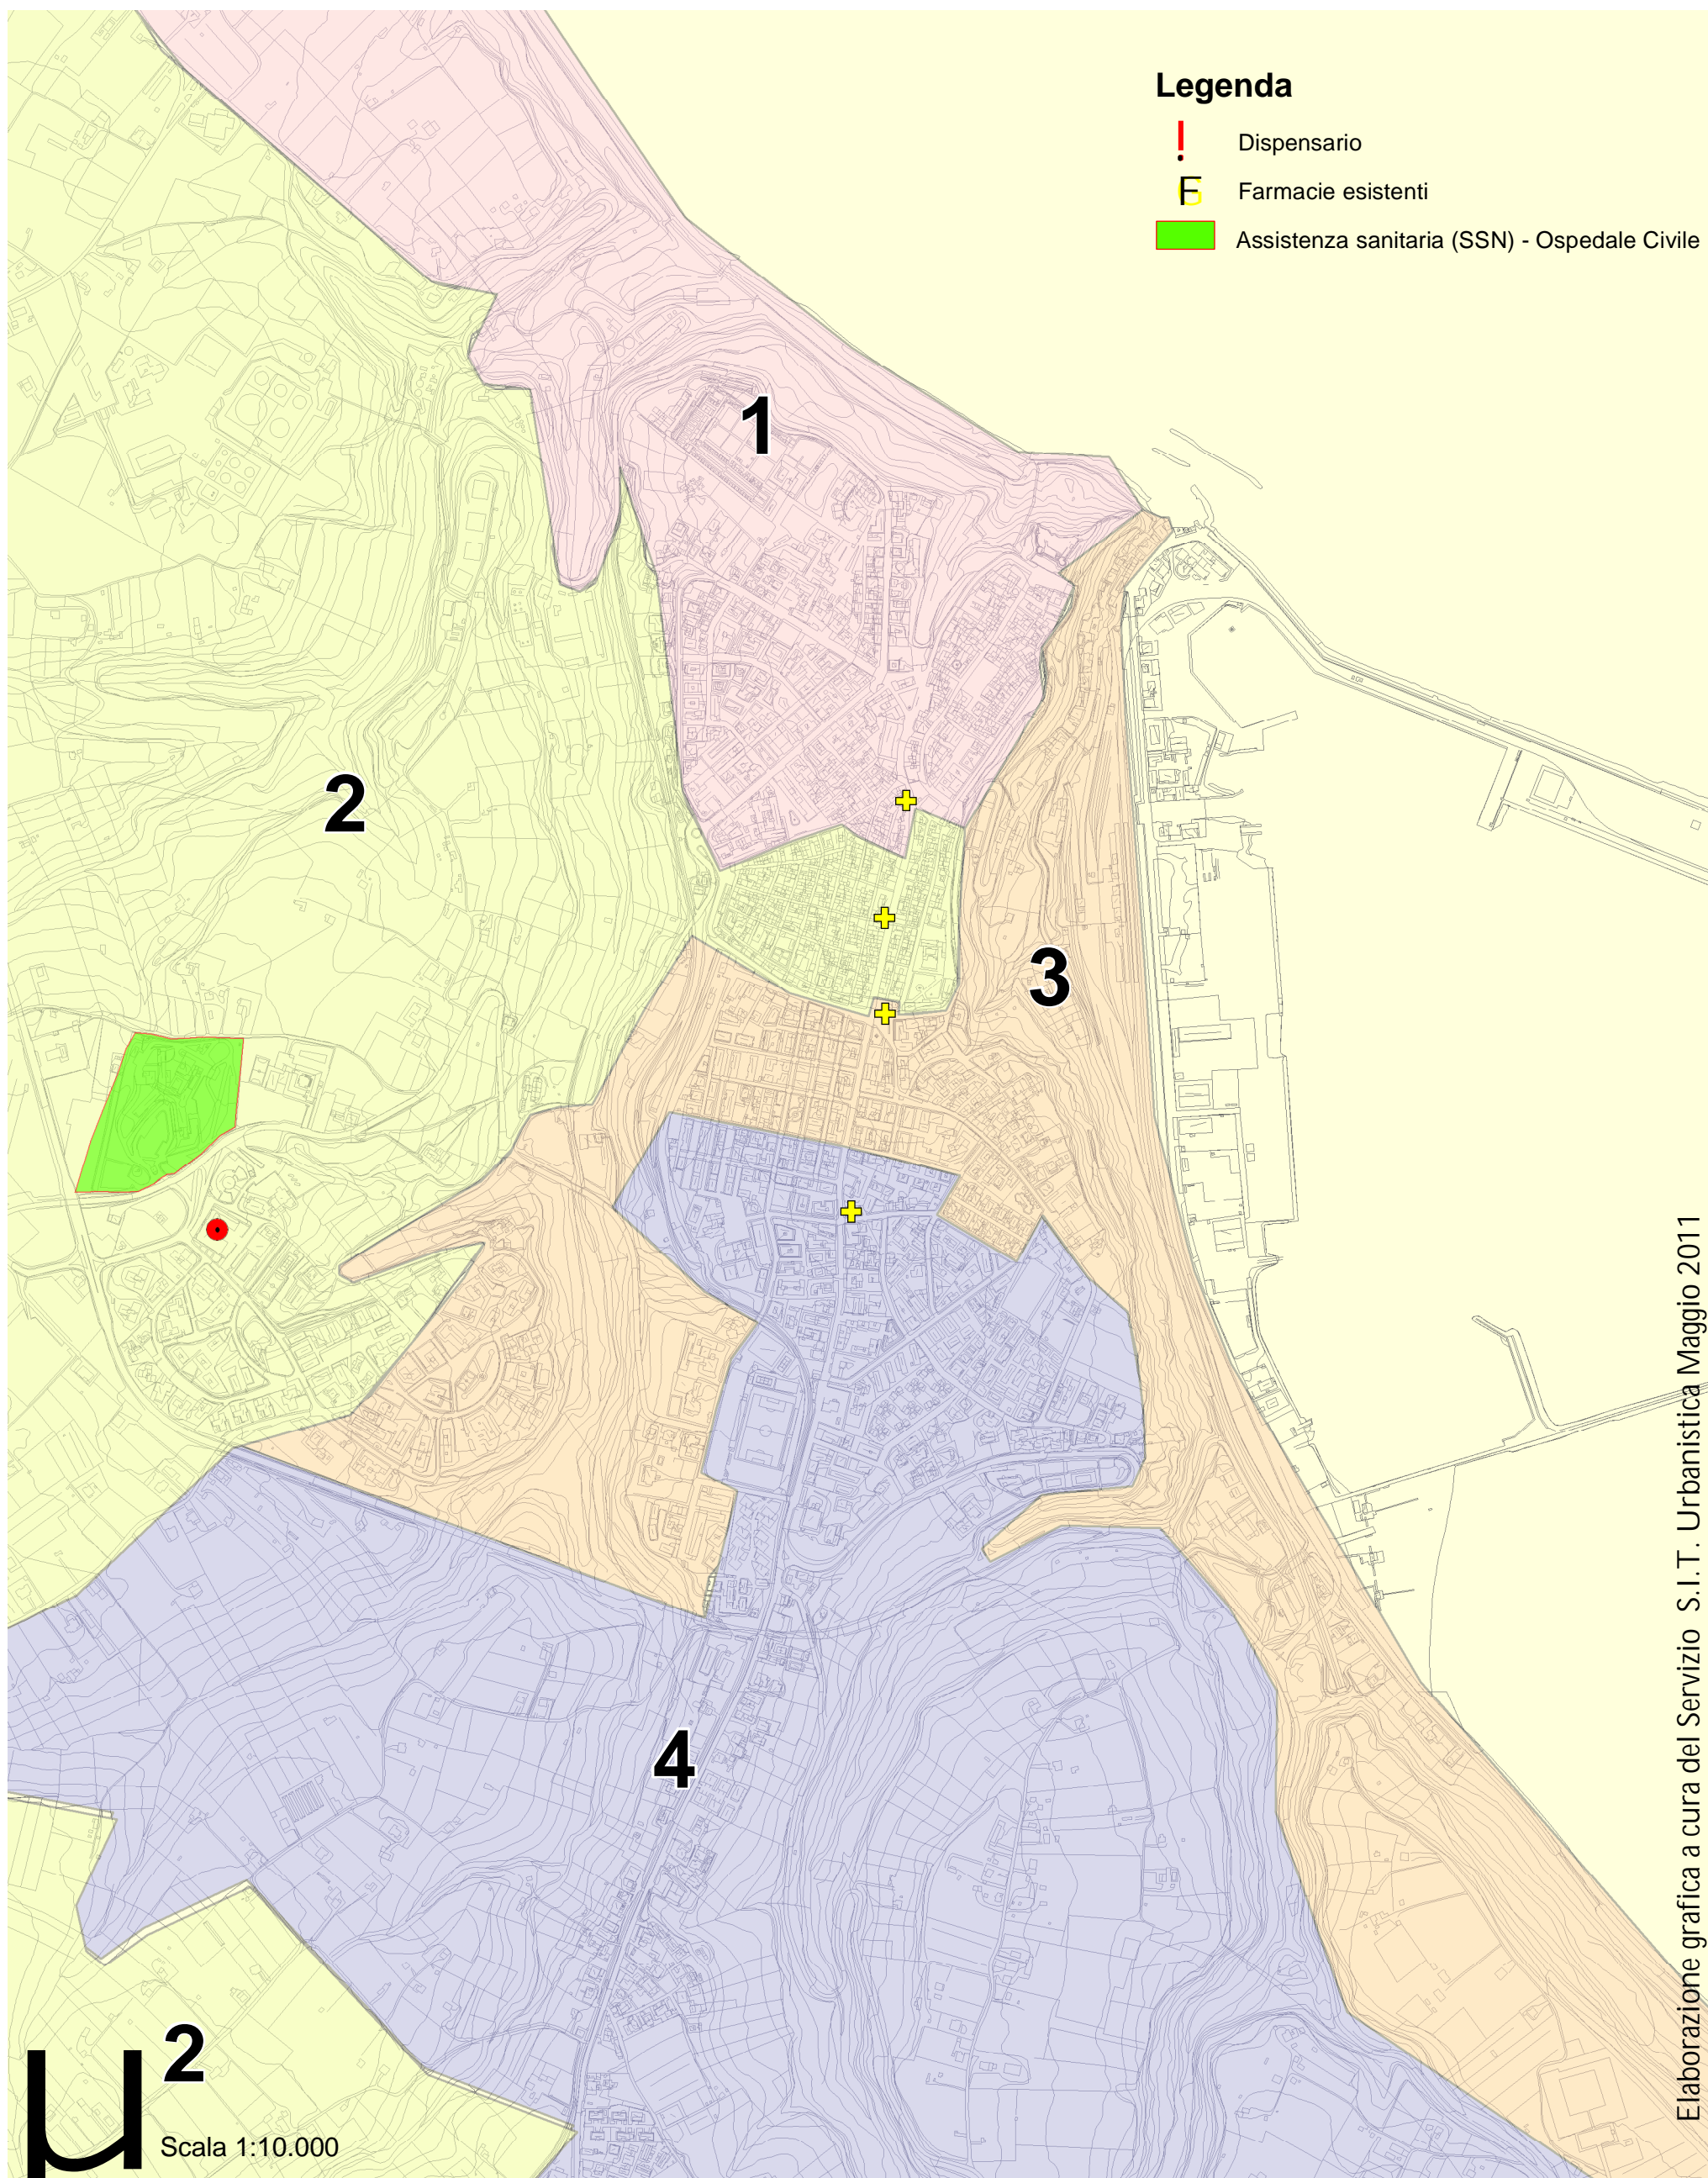 Legenda
! Dispensario
F G Farmacie esistenti
Assistenza sanitaria (SSN) - Ospedale Civile
1
2
3
4
2
µ
Scala 1:10.000
Elaborazione grafica a cura del Servizio S.I.T. Urbanistica Maggio 2011